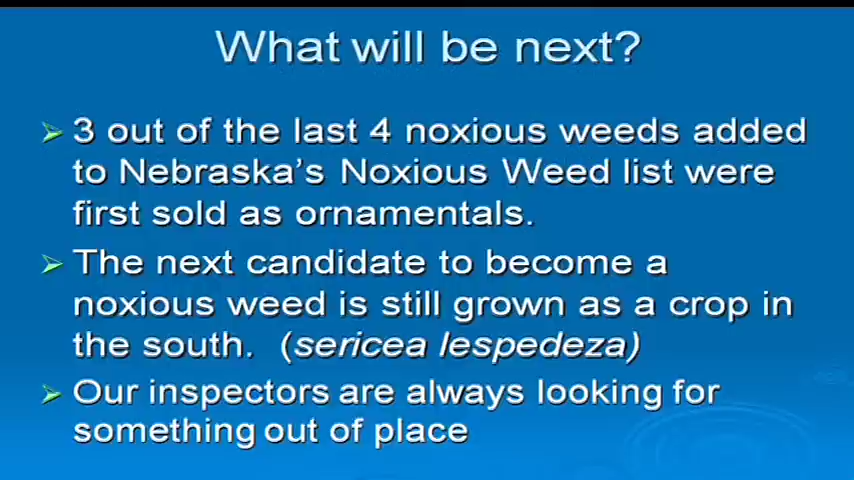 What will be next?
3 out of the last 4 noxious weeds added
to Nebraska's Noxious Weed list were
first sold as ornamentals.
The next candidate to become a
noxious weed is still grown as a crop in
the south. (sericea lespedeza)
Our inspectors are always looking for
something out of place